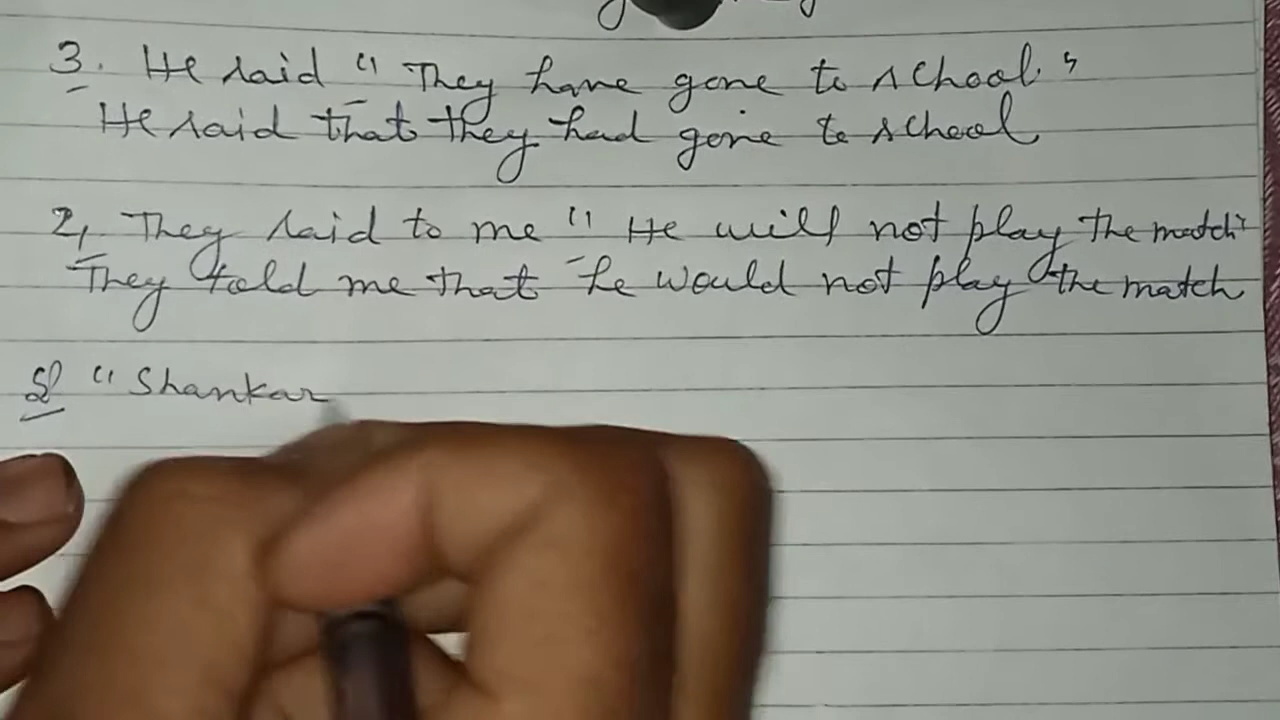 3. He said "They have gone to school"
He said that they had gone to school
2, They said to me "He will not play the match"
They told me that he would not play the match
"Shankar